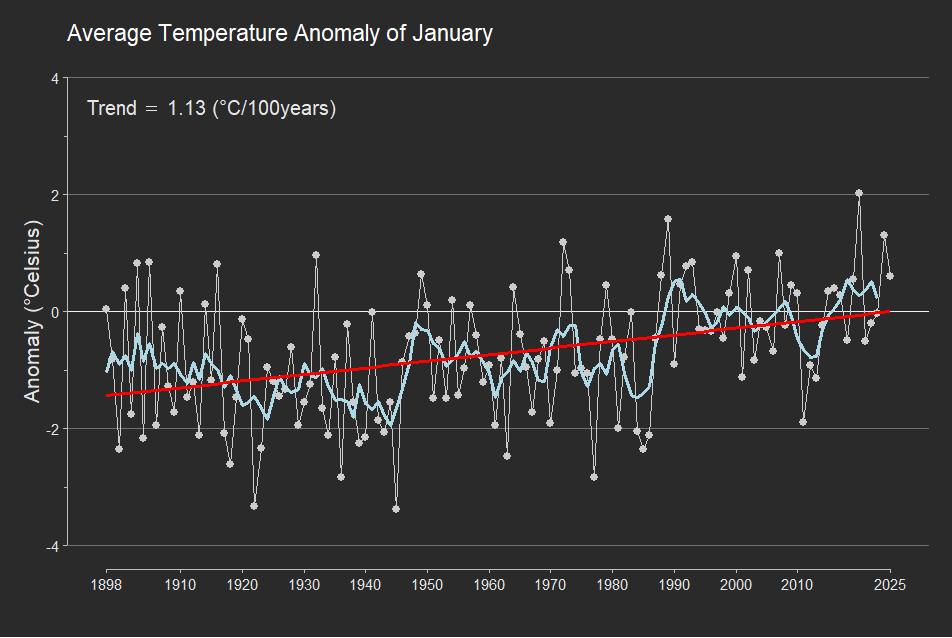 Average Temperature Anomaly of January
Trend = 1.13 (°C/100years)
Anomaly (°Celsius)
4
2
0
-2
-4
1898 1910 1920 1930 1940 1950 1960 1970 1980 1990 2000 2010 2025